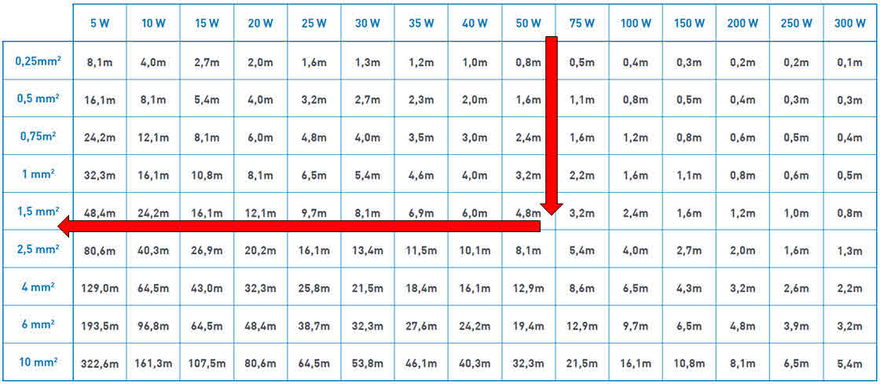 5 W 10 W 15 W 20 W 25 W 30 W 35 W 40 W 50 W 75 W 100 W 150 W 200 W 250 W 300 W
0,25mm² 8,1m 4,0m 2,7m 2,0m 1,6m 1,3m 1,2m 1,0m 0,8m 0,5m 0,4m 0,3m 0,2m 0,2m 0,1m
0,5 mm² 16,1m 8,1m 5,4m 4,0m 3,2m 2,7m 2,3m 2,0m 1,6m 1,1m 0,8m 0,5m 0,4m 0,3m 0,3m
0,75m² 24,2m 12,1m 8,1m 6,0m 4,8m 4,0m 3,5m 3,0m 2,4m 1,6m 1,2m 0,8m 0,6m 0,5m 0,4m
1 mm² 32,3m 16,1m 10,8m 8,1m 6,5m 5,4m 4,6m 4,0m 3,2m 2,2m 1,6m 1,1m 0,8m 0,6m 0,5m
1,5 mm² 48,4m 24,2m 16,1m 12,1m 9,7m 8,1m 6,9m 6,0m 4,8m 3,2m 2,4m 1,6m 1,2m 1,0m 0,8m
2,5 mm² 80,6m 40,3m 26,9m 20,2m 16,1m 13,4m 11,5m 10,1m 8,1m 5,4m 4,0m 2,7m 2,0m 1,6m 1,3m
4 mm² 129,0m 64,5m 43,0m 32,3m 25,8m 21,5m 18,4m 16,1m 12,9m 8,6m 6,5m 4,3m 3,2m 2,6m 2,2m
6 mm² 193,5m 96,8m 64,5m 48,4m 38,7m 32,3m 27,6m 24,2m 19,4m 12,9m 9,7m 6,5m 4,8m 3,9m 3,2m
10 mm² 322,6m 161,3m 107,5m 80,6m 64,5m 53,8m 46,1m 40,3m 32,3m 21,5m 16,1m 10,8m 8,1m 6,5m 5,4m